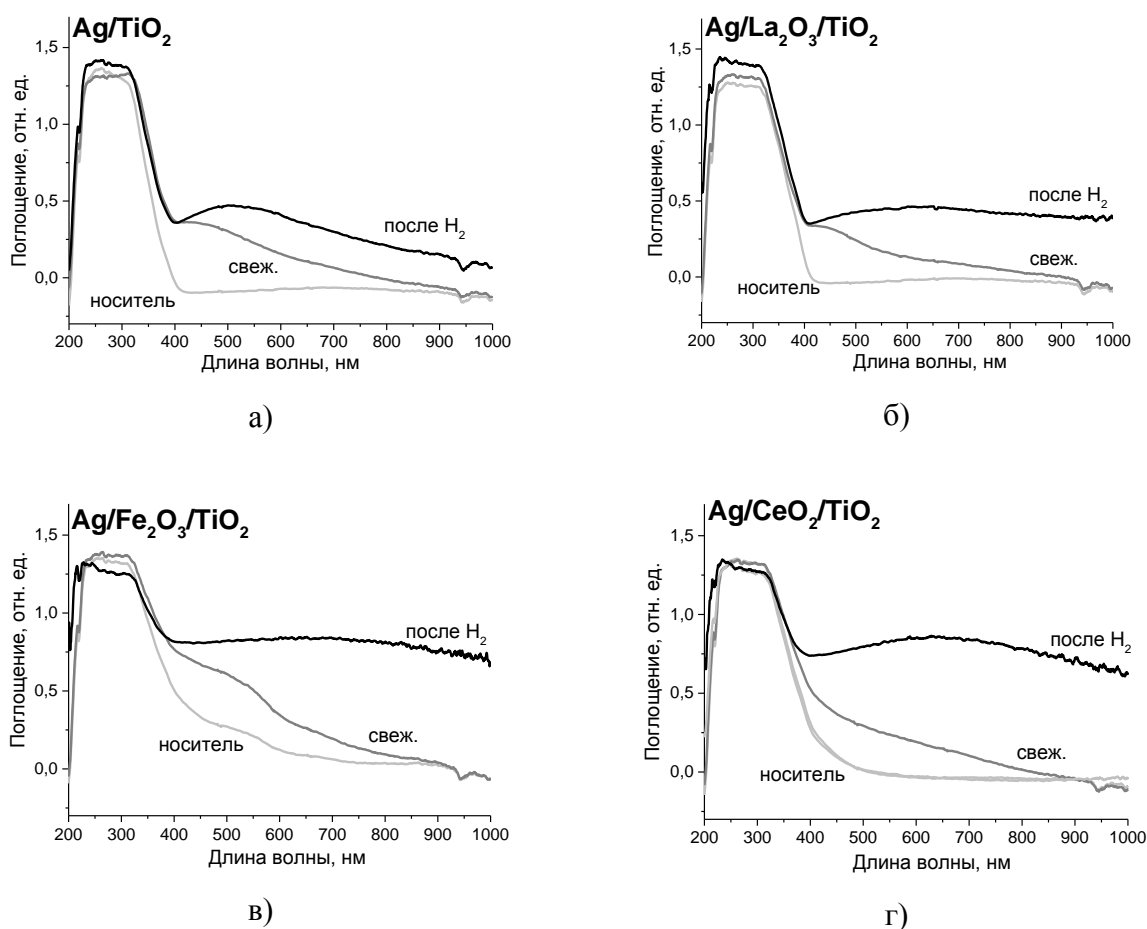 Ag/TiO₂
Поглощение, отн. ед.
1,5
1,0
0,5
0,0
после H₂
свеж.
носитель
200 300 400 500 600 700 800 900 1000
Длина волны, нм
а)
Ag/La₂O₃/TiO₂
Поглощение, отн. ед.
1,5
1,0
0,5
0,0
после H₂
свеж.
носитель
200 300 400 500 600 700 800 900 1000
Длина волны, нм
б)
Ag/Fe₂O₃/TiO₂
Поглощение, отн. ед.
1,5
1,0
0,5
0,0
после H₂
носитель
свеж.
200 300 400 500 600 700 800 900 1000
Длина волны, нм
в)
Ag/CeO₂/TiO₂
Поглощение, отн. ед.
1,5
1,0
0,5
0,0
после H₂
свеж.
носитель
200 300 400 500 600 700 800 900 1000
Длина волны, нм
г)